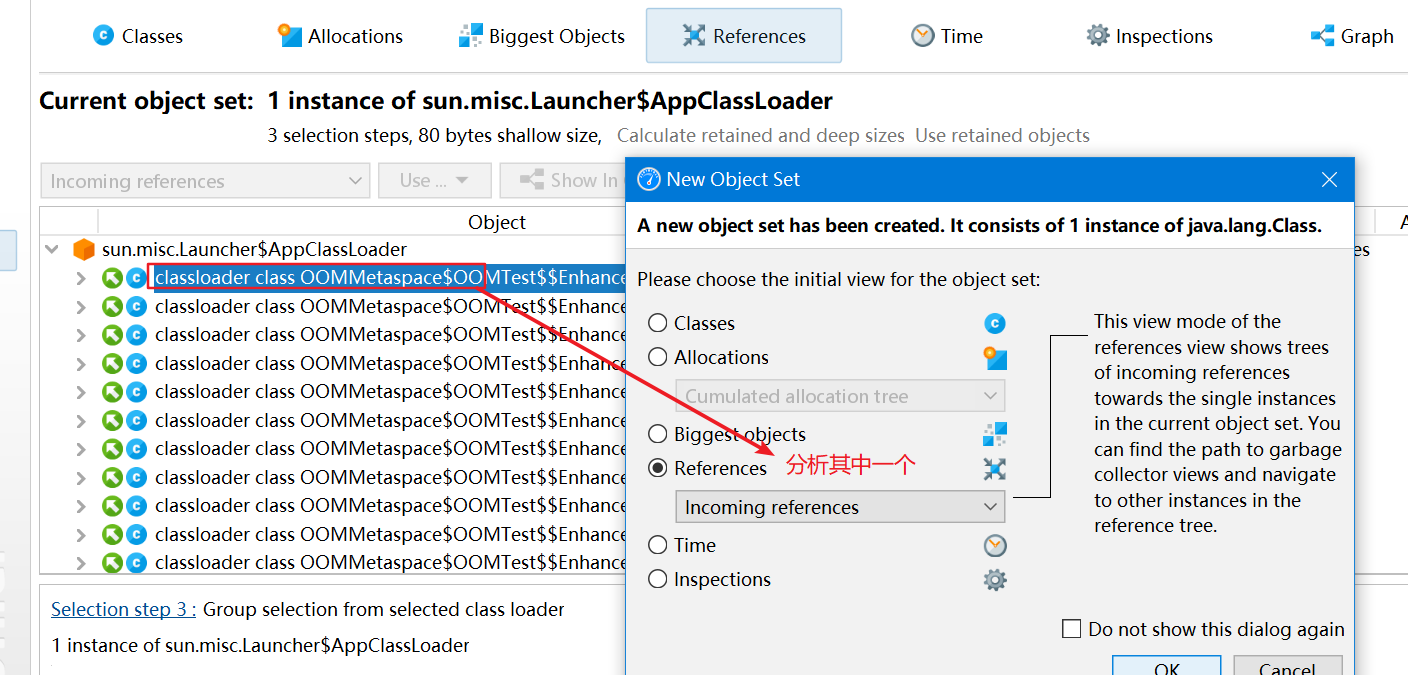 Classes
Allocations
Biggest Objects
References
Time
Inspections
Graph
Current object set: 1 instance of sun.misc.Launcher$AppClassLoader
3 selection steps, 80 bytes shallow size, Calculate retained and deep sizes Use retained objects
Incoming references
Use ...
Show In
Object
sun.misc.Launcher$AppClassLoader
classloader class OOMMetaspace$OOMTest$$Enhance
classloader class OOMMetaspace$OOMTest$$Enhance
classloader class OOMMetaspace$OOMTest$$Enhance
classloader class OOMMetaspace$OOMTest$$Enhance
classloader class OOMMetaspace$OOMTest$$Enhance
classloader class OOMMetaspace$OOMTest$$Enhance
classloader class OOMMetaspace$OOMTest$$Enhance
classloader class OOMMetaspace$OOMTest$$Enhance
classloader class OOMMetaspace$OOMTest$$Enhance
classloader class OOMMetaspace$OOMTest$$Enhance
classloader class OOMMetaspace$OOMTest$$Enhance
Selection step 3 : Group selection from selected class loader
1 instance of sun.misc.Launcher$AppClassLoader
New Object Set
A new object set has been created. It consists of 1 instance of java.lang.Class.
Please choose the initial view for the object set:
Classes
Allocations
Cumulated allocation tree
Biggest objects
References
分析其中一个
Incoming references
Time
Inspections
This view mode of the
references view shows trees
of incoming references
towards the single instances
in the current object set. You
can find the path to garbage
collector views and navigate
to other instances in the
reference tree.
Do not show this dialog again
OK
Cancel